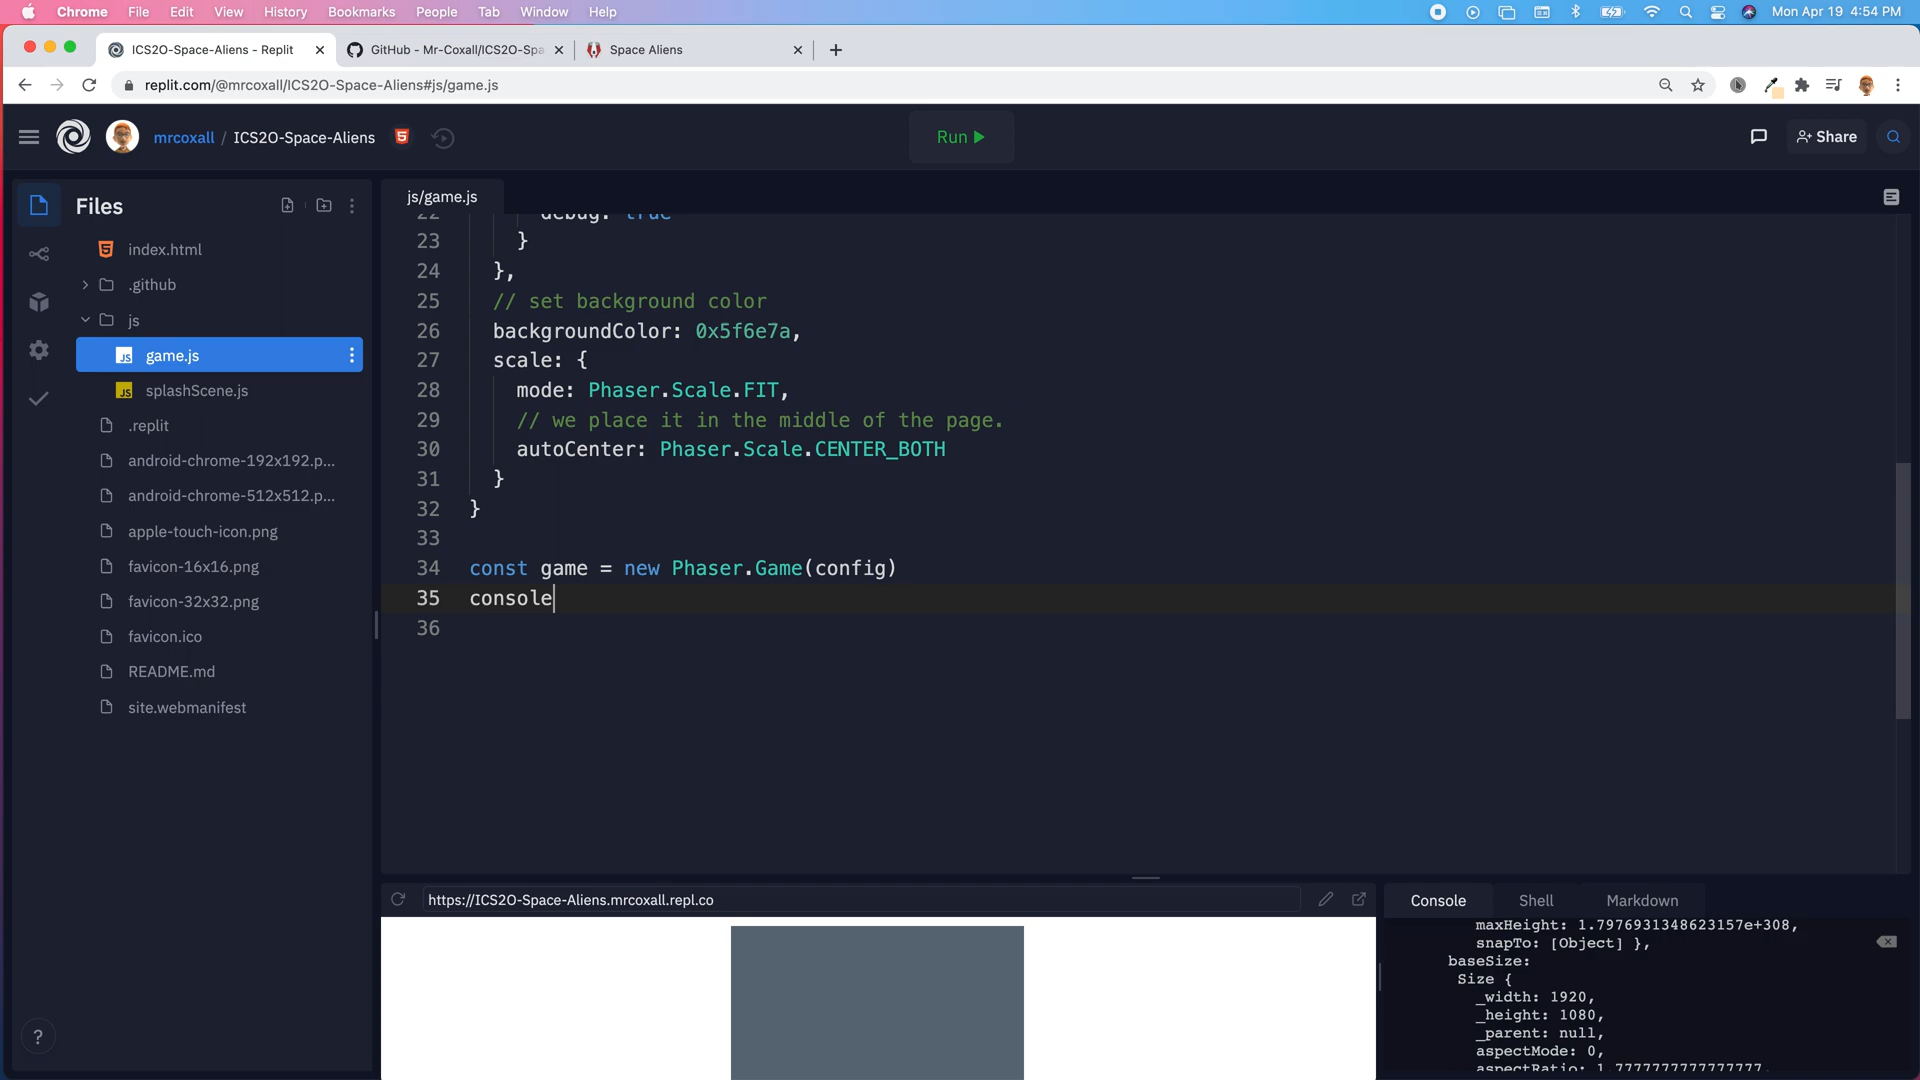 Chrome File Edit View History Bookmarks People Tab Window Help Mon Apr 19 4:54 PM
ICS2O-Space-Aliens - Replit GitHub - Mr-Coxall/ICS2O-Spa Space Aliens
replit.com/@mrcoxall/ICS2O-Space-Aliens#js/game.js
mrcoxall / ICS2O-Space-Aliens Run Share
Files
index.html
.github
js
game.js
splashScene.js
.replit
android-chrome-192x192.p...
android-chrome-512x512.p...
apple-touch-icon.png
favicon-16x16.png
favicon-32x32.png
favicon.ico
README.md
site.webmanifest
?
js/game.js
22 debug: true
23 }
24 },
25 // set background color
26 backgroundColor: 0x5f6e7a,
27 scale: {
28 mode: Phaser.Scale.FIT,
29 // we place it in the middle of the page.
30 autoCenter: Phaser.Scale.CENTER_BOTH
31 }
32 }
33
34 const game = new Phaser.Game(config)
35 console
36
https://ICS2O-Space-Aliens.mrcoxall.repl.co
Console Shell Markdown
maxHeight: 1.7976931348623157e+308,
snapTo: [Object] },
baseSize:
Size {
_width: 1920,
_height: 1080,
_parent: null,
aspectMode: 0,
aspectRatio: 1.7777777777777777,